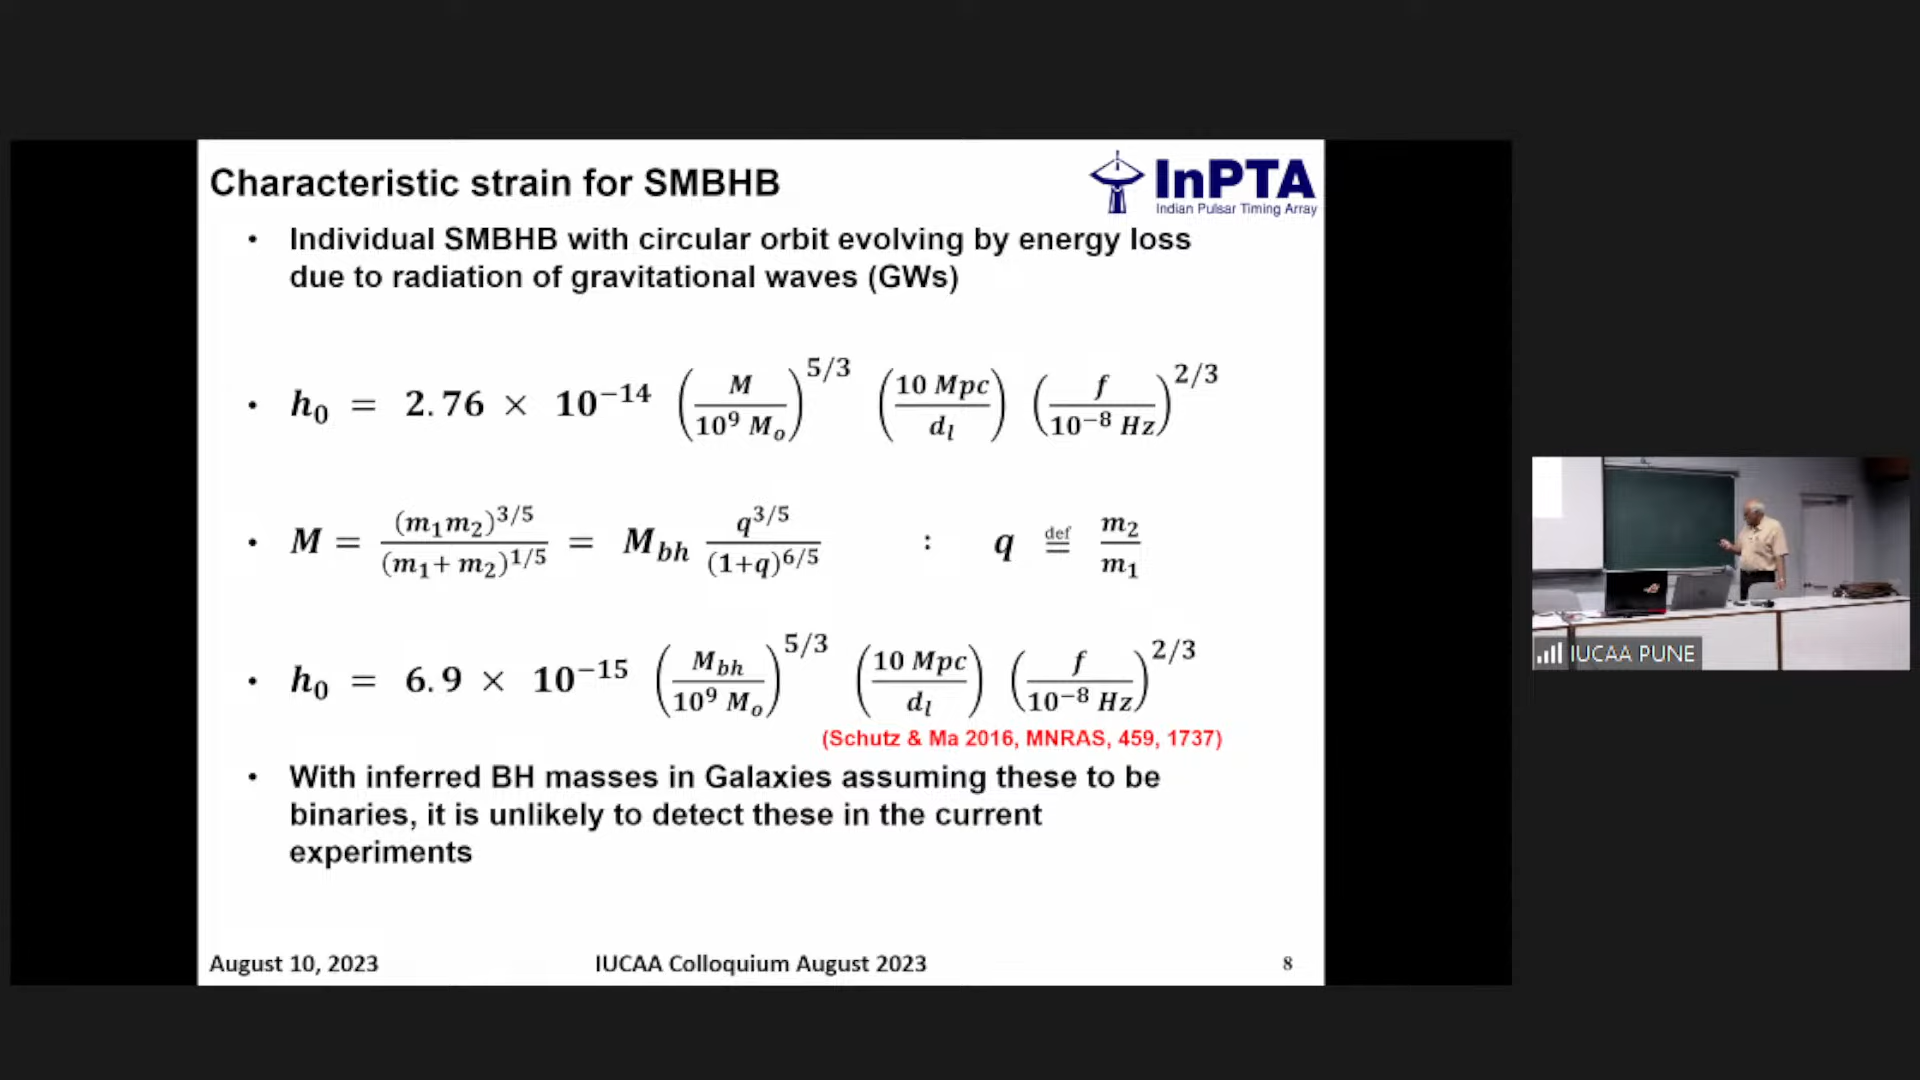 Characteristic strain for SMBHB
InPTA
Indian Pulsar Timing Array
• Individual SMBHB with circular orbit evolving by energy loss
due to radiation of gravitational waves (GWs)
• h₀ = 2.76 × 10⁻¹⁴ (M / 10⁹ Mₒ)^5/3 (10 Mpc / d_l) (f / 10⁻⁸ Hz)^2/3
• M = (m₁m₂)^3/5 / (m₁+ m₂)^1/5 = M_bh q^3/5 / (1+q)^6/5 : q ≝ m₂ / m₁
• h₀ = 6.9 × 10⁻¹⁵ (M_bh / 10⁹ Mₒ)^5/3 (10 Mpc / d_l) (f / 10⁻⁸ Hz)^2/3
(Schutz & Ma 2016, MNRAS, 459, 1737)
• With inferred BH masses in Galaxies assuming these to be
binaries, it is unlikely to detect these in the current
experiments
August 10, 2023 IUCAA Colloquium August 2023 8
IUCAA PUNE